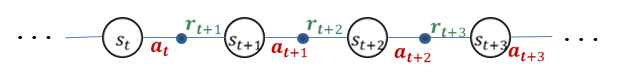 ··· s_t a_t r_{t+1} s_{t+1} a_{t+1} r_{t+2} s_{t+2} a_{t+2} r_{t+3} s_{t+3} a_{t+3} ···